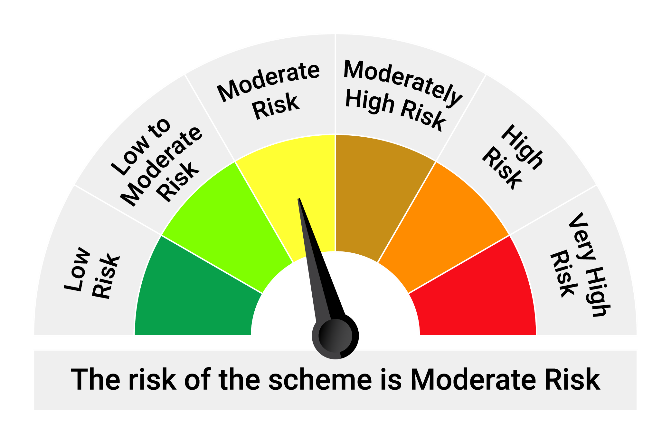 Low
Risk
Low to
Moderate
Risk
Moderate
Risk
Moderately
High Risk
High
Risk
Very High
Risk
The risk of the scheme is Moderate Risk